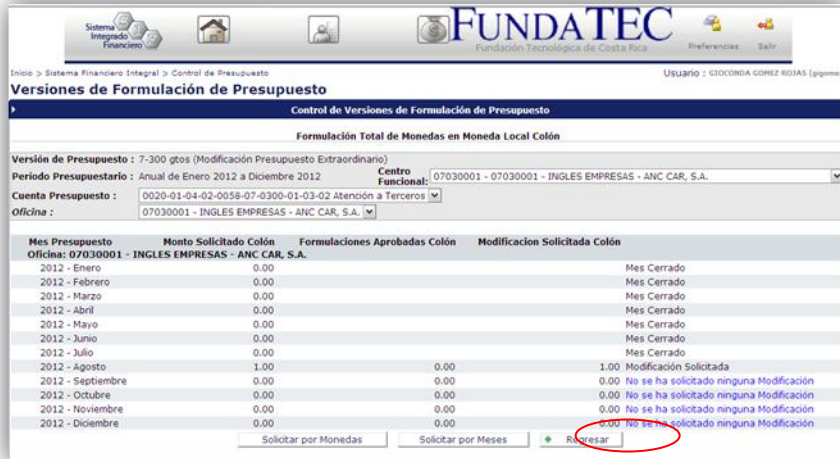 Sistema
Integrado
Financiero
FUNDATEC
Fundación Tecnológica de Costa Rica
Preferencias
Salir
Inicio > Sistema Financiero Integral > Control de Presupuesto
Usuario : GIOCONDA GOMEZ ROJAS (gigome
Versiones de Formulación de Presupuesto
Control de Versiones de Formulación de Presupuesto
Formulación Total de Monedas en Moneda Local Colón
Versión de Presupuesto : 7-300 gtos (Modificación Presupuesto Extraordinario)
Periodo Presupuestario : Anual de Enero 2012 a Diciembre 2012 Centro Funcional: 07030001 - 07030001 - INGLES EMPRESAS - ANC CAR, S.A.
Cuenta Presupuesto : 0020-01-04-02-0058-07-0300-01-03-02 Atención a Terceros
Oficina : 07030001 - INGLES EMPRESAS - ANC CAR, S.A.
Mes Presupuesto Monto Solicitado Colón Formulaciones Aprobadas Colón Modificacion Solicitada Colón
Oficina: 07030001 - INGLES EMPRESAS - ANC CAR, S.A.
2012 - Enero 0.00 Mes Cerrado
2012 - Febrero 0.00 Mes Cerrado
2012 - Marzo 0.00 Mes Cerrado
2012 - Abril 0.00 Mes Cerrado
2012 - Mayo 0.00 Mes Cerrado
2012 - Junio 0.00 Mes Cerrado
2012 - Julio 0.00 Mes Cerrado
2012 - Agosto 1.00 0.00 1.00 Modificación Solicitada
2012 - Septiembre 0.00 0.00 0.00 No se ha solicitado ninguna Modificación
2012 - Octubre 0.00 0.00 0.00 No se ha solicitado ninguna Modificación
2012 - Noviembre 0.00 0.00 0.00 No se ha solicitado ninguna Modificación
2012 - Diciembre 0.00 0.00 0.00 No se ha solicitado ninguna Modificación
Solicitar por Monedas Solicitar por Meses Regresar